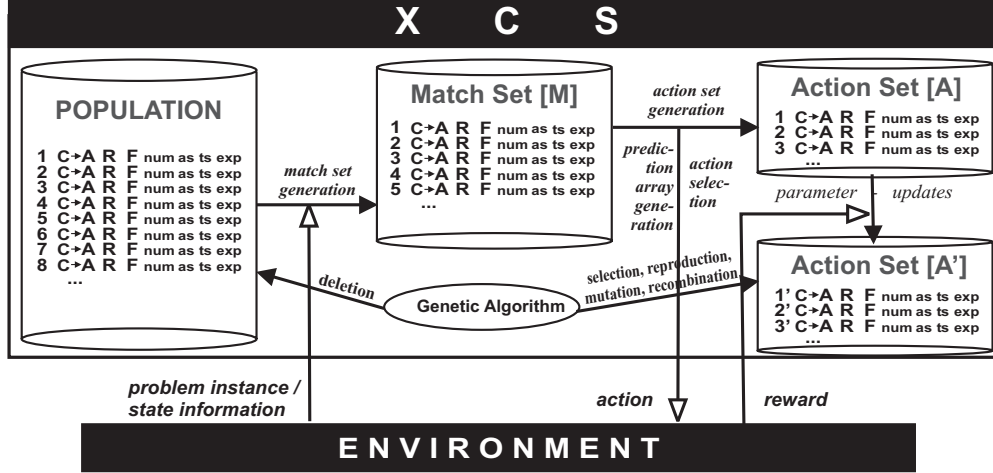 X C S
POPULATION
1 C→A R F num as ts exp
2 C→A R F num as ts exp
3 C→A R F num as ts exp
4 C→A R F num as ts exp
5 C→A R F num as ts exp
6 C→A R F num as ts exp
7 C→A R F num as ts exp
8 C→A R F num as ts exp
...
match set
generation
Match Set [M]
1 C→A R F num as ts exp
2 C→A R F num as ts exp
3 C→A R F num as ts exp
4 C→A R F num as ts exp
5 C→A R F num as ts exp
...
action set
generation
predic-
tion
array
gene-
ration
action
selec-
tion
Action Set [A]
1 C→A R F num as ts exp
2 C→A R F num as ts exp
3 C→A R F num as ts exp
...
parameter - updates
Action Set [A']
1' C→A R F num as ts exp
2' C→A R F num as ts exp
3' C→A R F num as ts exp
...
deletion
Genetic Algorithm
selection, reproduction,
mutation, recombination,
problem instance /
state information
action
reward
ENVIRONMENT